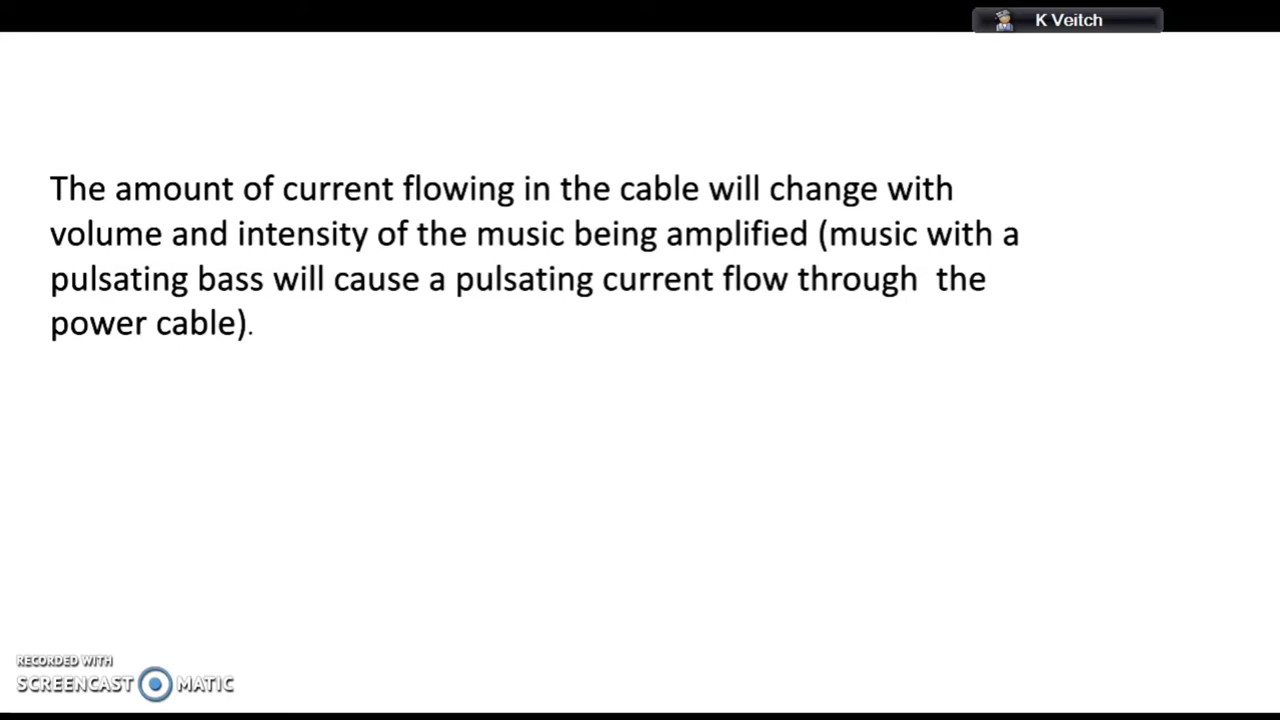 K Veitch
The amount of current flowing in the cable will change with
volume and intensity of the music being amplified (music with a
pulsating bass will cause a pulsating current flow through  the
power cable).
RECORDED WITH
SCREENCAST MATIC